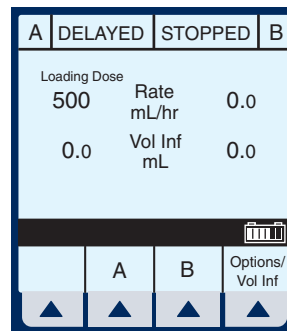 A DELAYED STOPPED B
Loading Dose
500 Rate mL/hr 0.0
0.0 Vol Inf mL 0.0
A B Options/ Vol Inf